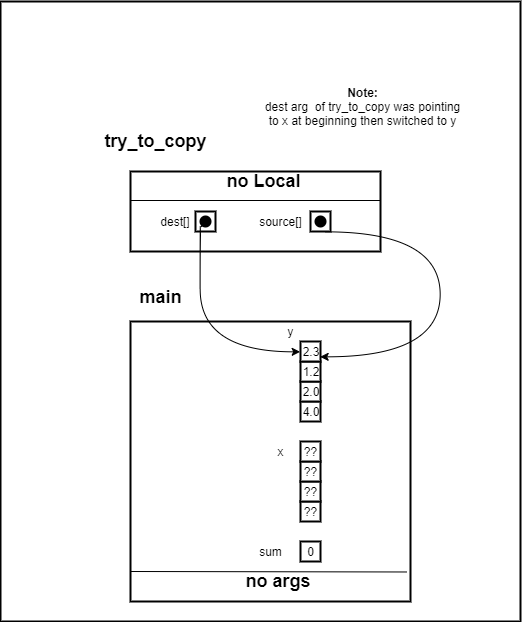 Note:
dest arg of try_to_copy was pointing
to x at beginning then switched to y
try_to_copy
no Local
dest[] source[]
main
y
2.3
1.2
2.0
4.0
x ??
??
??
??
sum 0
no args